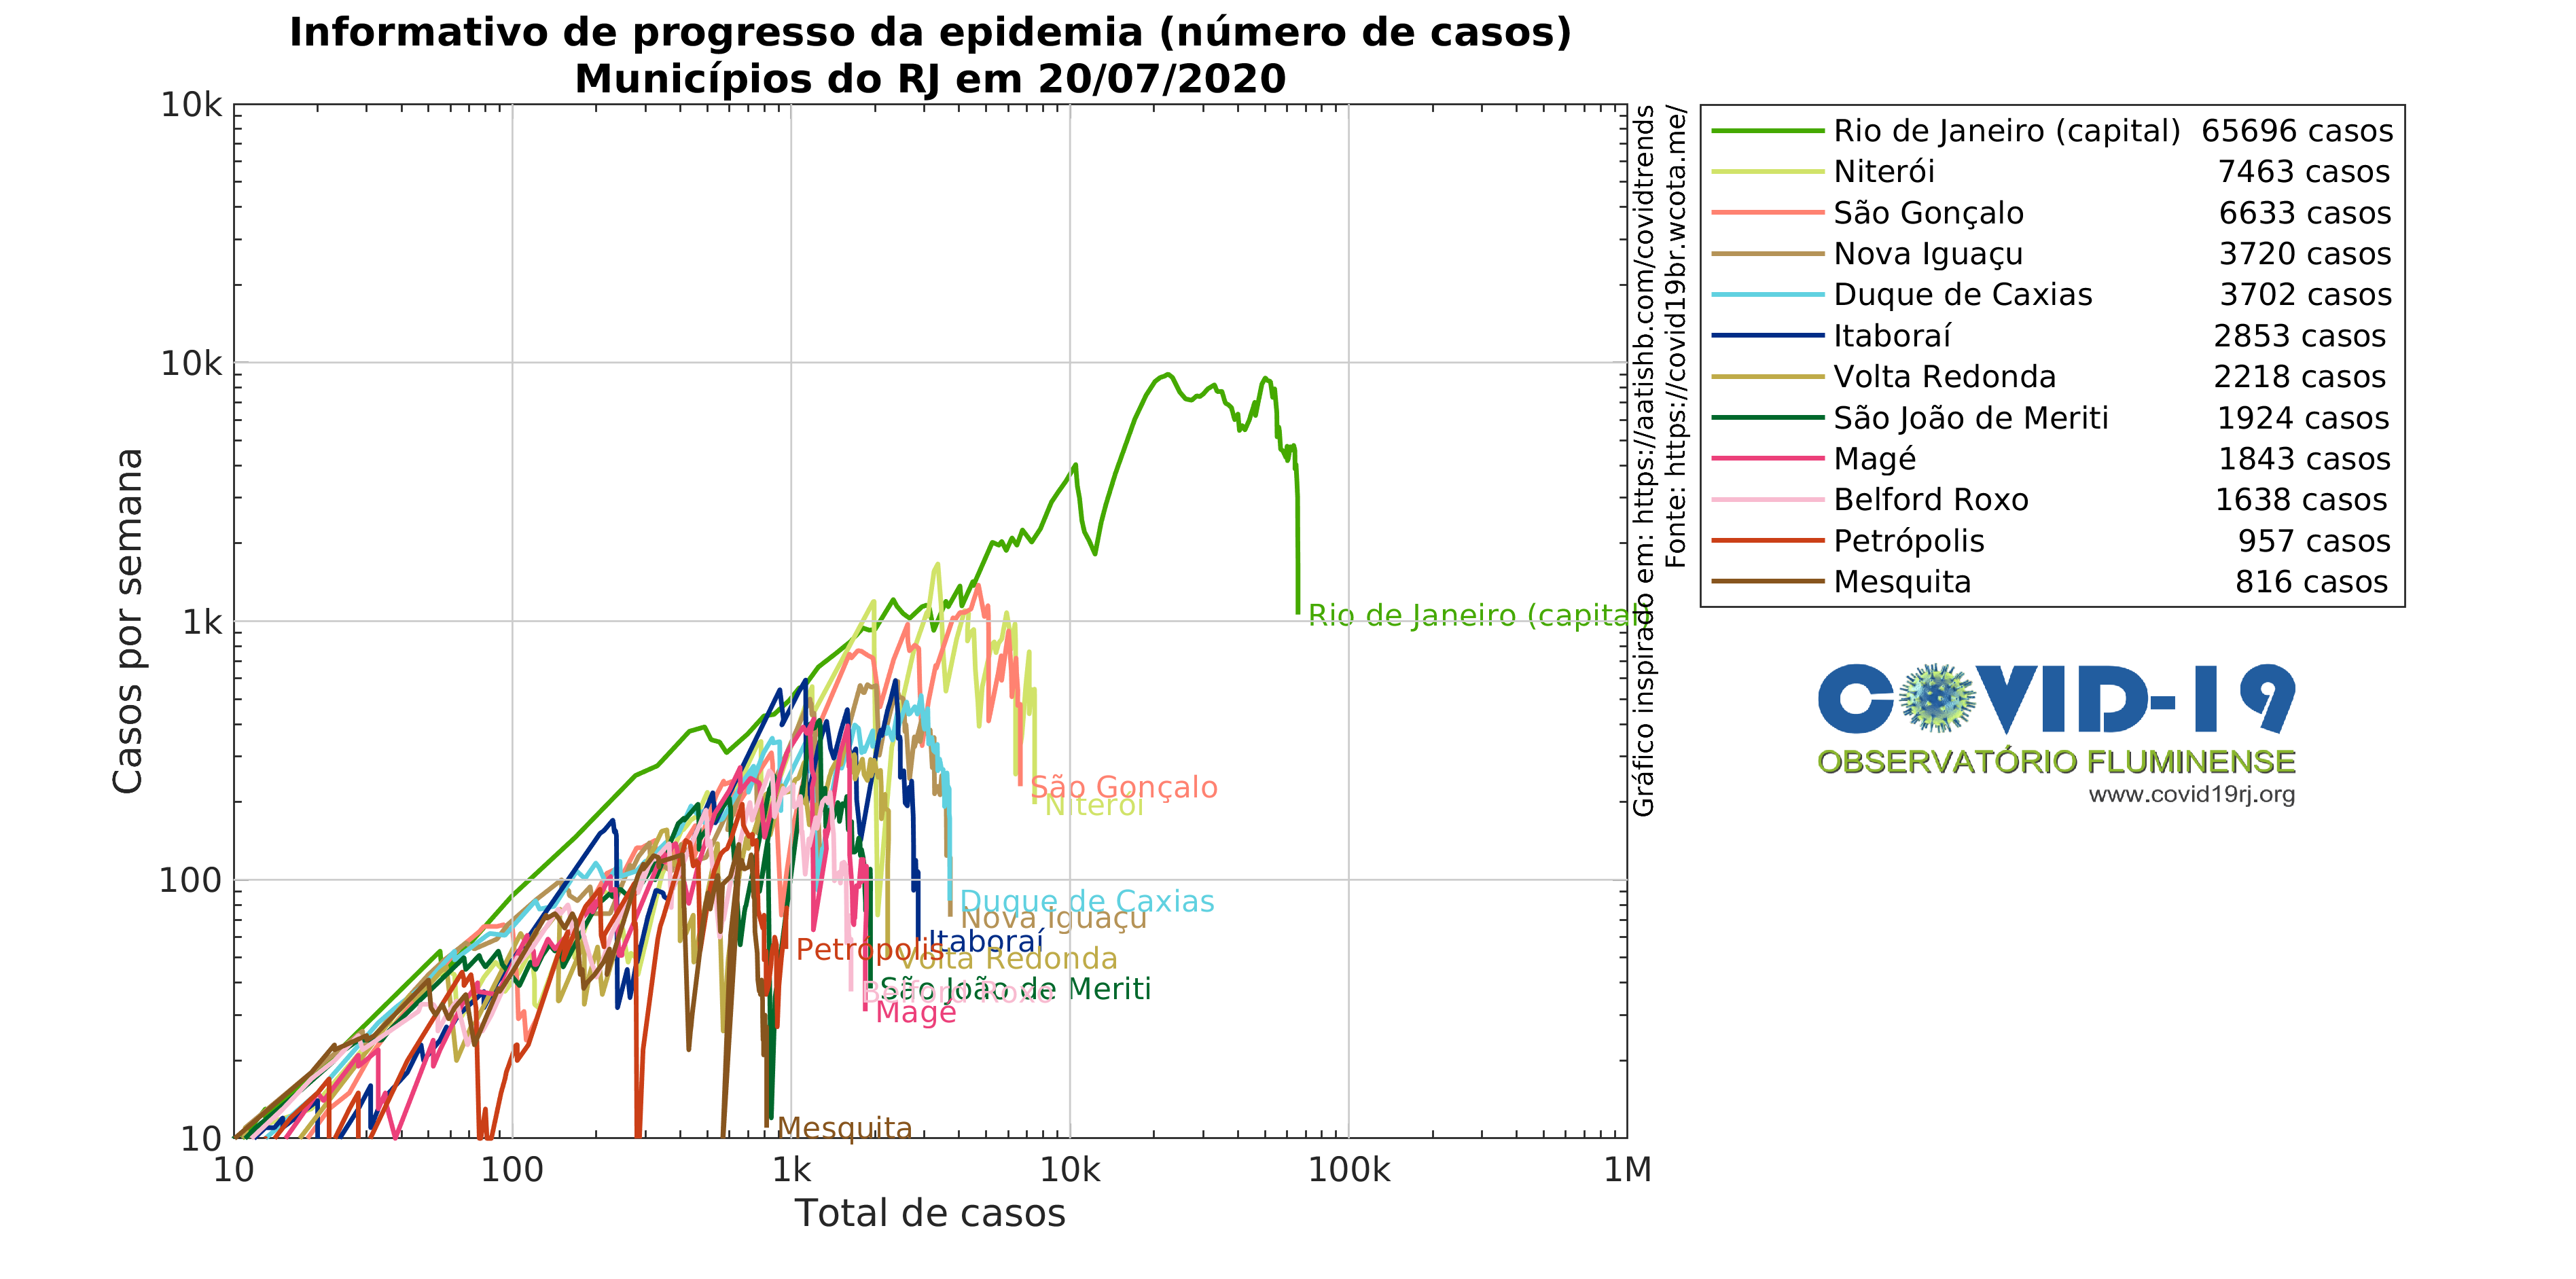 Informativo de progresso da epidemia (número de casos)
Municípios do RJ em 20/07/2020
10k
10k
1k
100
10
Casos por semana
10
100
1k
10k
100k
1M
Total de casos
Rio de Janeiro (capital)
São Gonçalo
Niterói
Duque de Caxias
Nova Iguaçu
Itaboraí
Petrópolis
Volta Redonda
São João de Meriti
Belford Roxo
Magé
Mesquita
Gráfico inspirado em: https://aatishb.com/covidtrends
Fonte: https://covid19br.wcota.me/
Rio de Janeiro (capital) 65696 casos
Niterói 7463 casos
São Gonçalo 6633 casos
Nova Iguaçu 3720 casos
Duque de Caxias 3702 casos
Itaboraí 2853 casos
Volta Redonda 2218 casos
São João de Meriti 1924 casos
Magé 1843 casos
Belford Roxo 1638 casos
Petrópolis 957 casos
Mesquita 816 casos
COVID-19
OBSERVATÓRIO FLUMINENSE
www.covid19rj.org